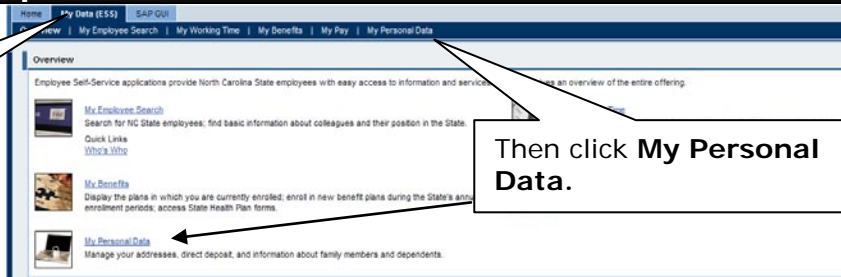 Home My Data (ESS) SAP GUI
| My Employee Search | My Working Time | My Benefits | My Pay | My Personal Data
Overview
Employee Self-Service applications provide North Carolina State employees with easy access to information and services an overview of the entire offering.
My Employee Search
Search for NC State employees; find basic information about colleagues and their position in the State.
Quick Links
Who's Who
Then click My Personal
Data.
My Benefits
Display the plans in which you are currently enrolled; enroll in new benefit plans during the State's
enrollment periods; access State Health Plan forms.
My Personal Data
Manage your addresses, direct deposit, and information about family members and dependents.